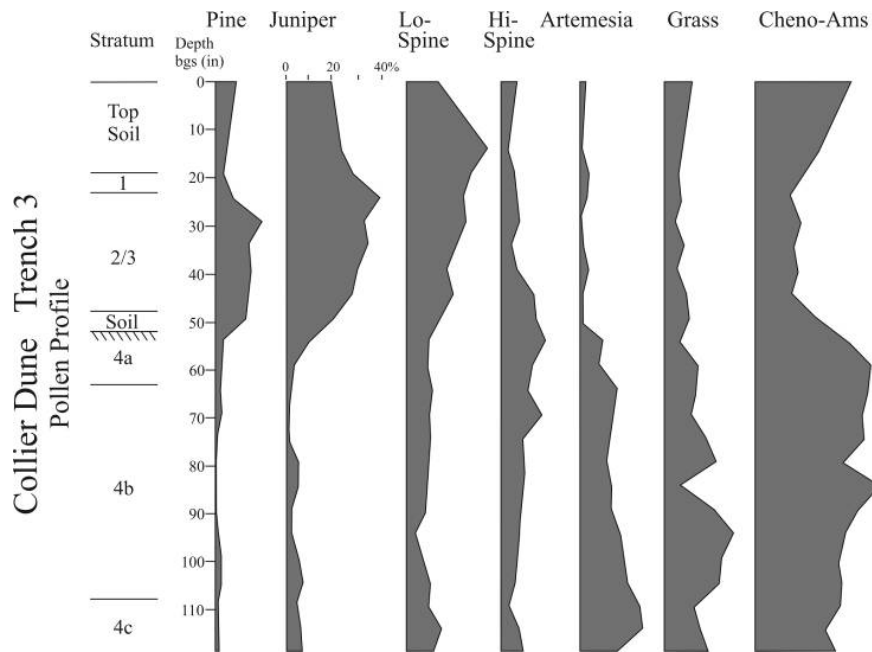 Pine Juniper Lo- Hi- Artemesia Grass Cheno-Ams
Stratum Depth Spine Spine
bgs (in) 0 20 40%
0
Top
Soil
10
20
1
30
2/3
40
Soil
50
4a
60
70
80
4b
90
100
110
4c
Collier Dune Trench 3
Pollen Profile